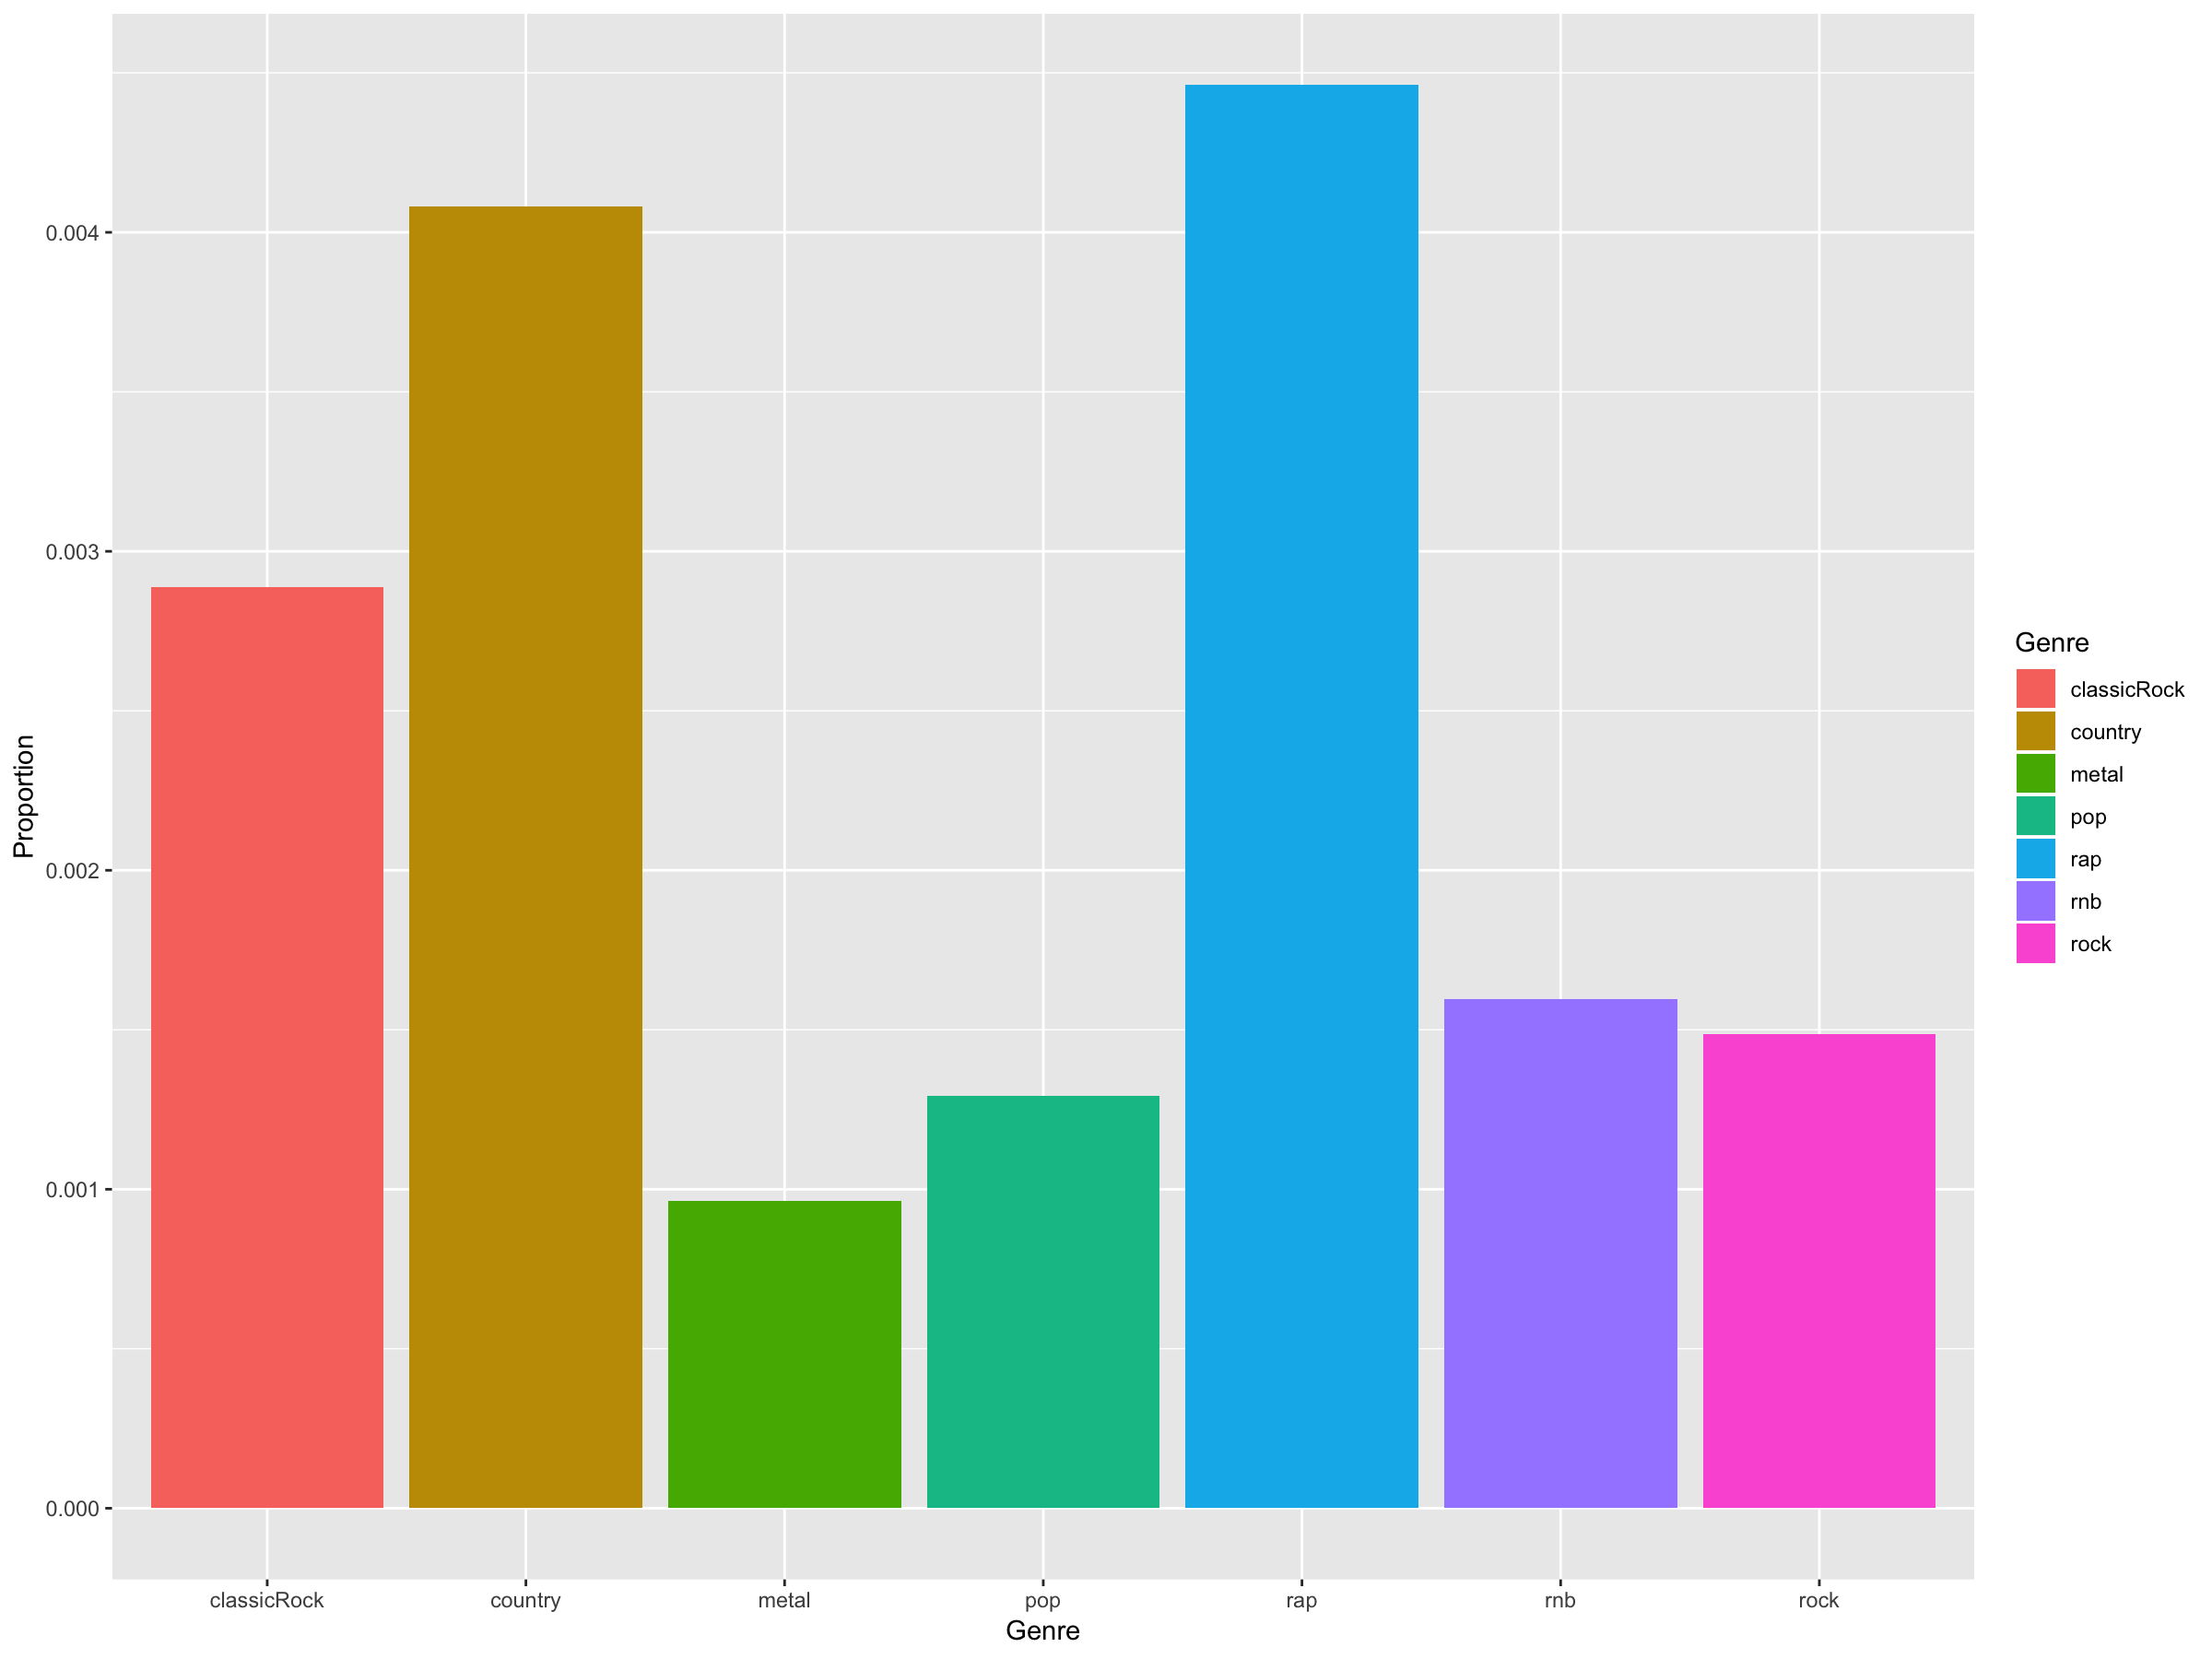 Proportion
0.004
0.003
0.002
0.001
0.000
classicRock country metal pop rap rnb rock
Genre
Genre
classicRock
country
metal
pop
rap
rnb
rock